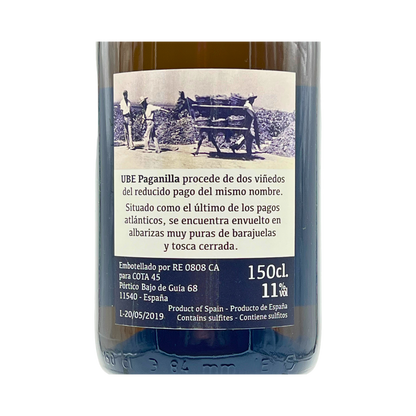 UBE Paganilla procede de dos viñedos
del reducido pago del mismo nombre.
Situado como el último de los pagos
atlánticos, se encuentra envuelto en
albarizas muy puras de barajuelas
y tosca cerrada.
Embotellado por RE 0808 CA
para COTA 45
Pórtico Bajo de Guía 68
11540 - España
150cl.
11%
vol
Product of Spain - Producto de España
L-20/05/2019
Contains sulfites - Contiene sulfitos
84 mm